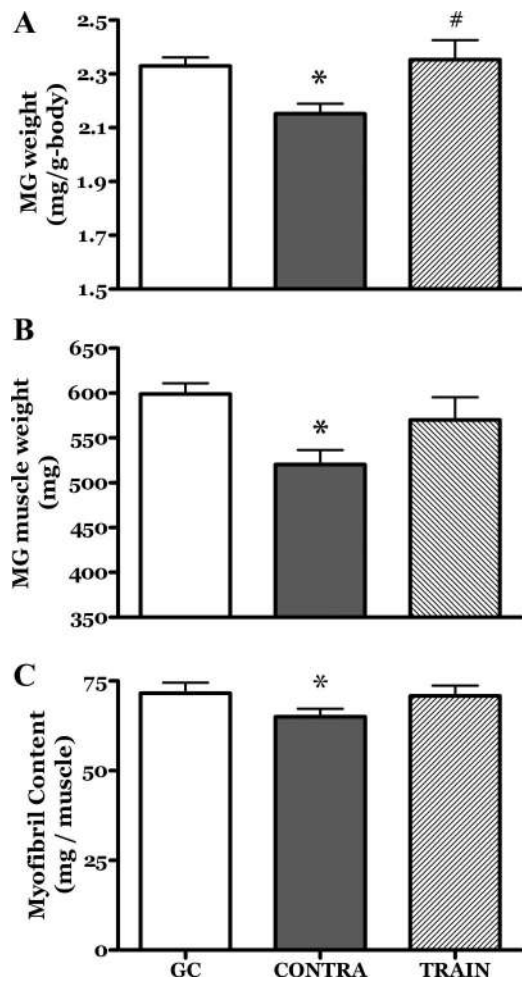 A
MG weight
(mg/g-body)
2.5
2.3
2.1
1.9
1.7
1.5
*
#
B
MG muscle weight
(mg)
650
600
550
500
450
400
350
*
C
Myofibril Content
(mg / muscle)
75
50
25
0
*
GC CONTRA TRAIN